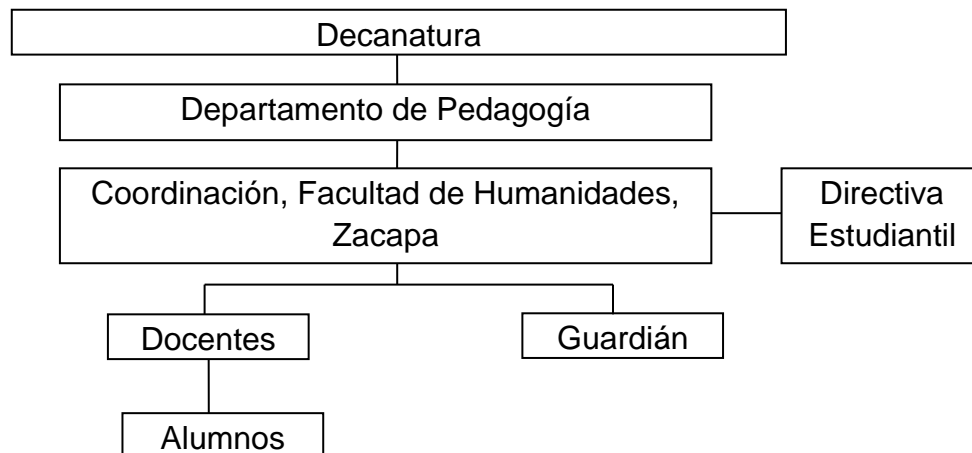 Decanatura
Departamento de Pedagogía
Coordinación, Facultad de Humanidades,
Zacapa
Directiva
Estudiantil
Docentes
Guardián
Alumnos